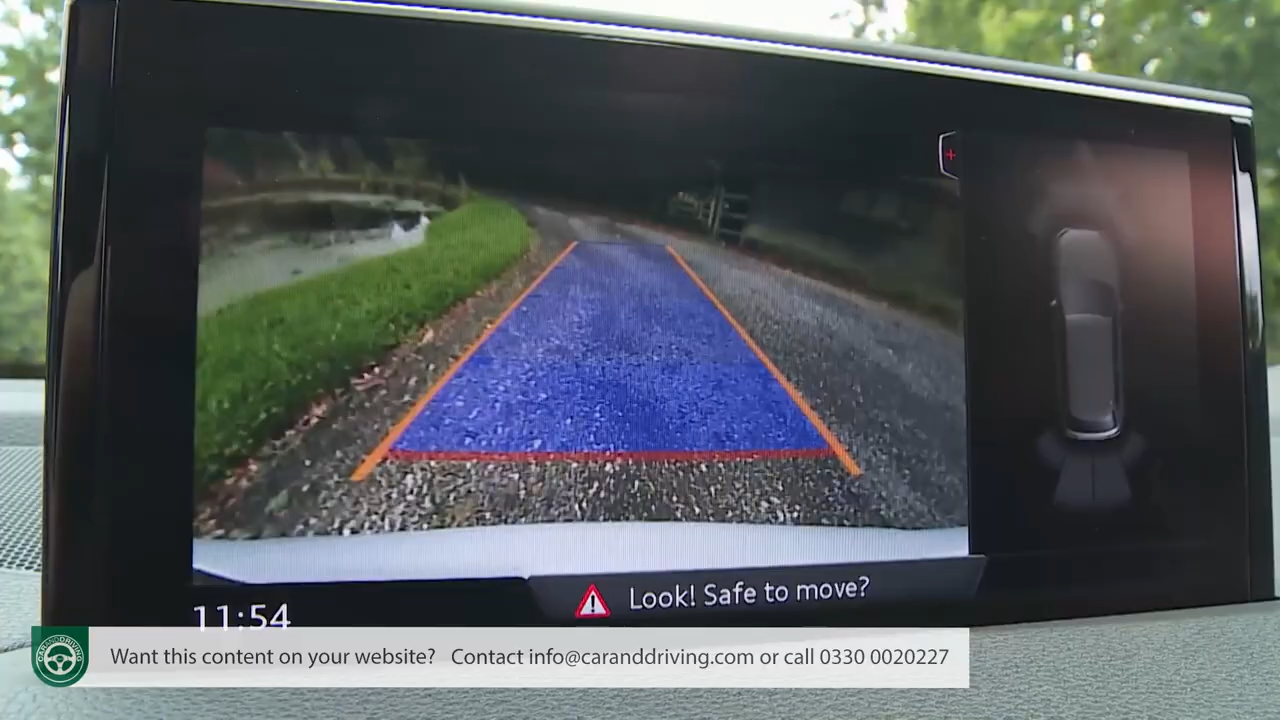 Look! Safe to move?
11:54
CARANDDRIVING
Want this content on your website? Contact info@caranddriving.com or call 0330 0020227